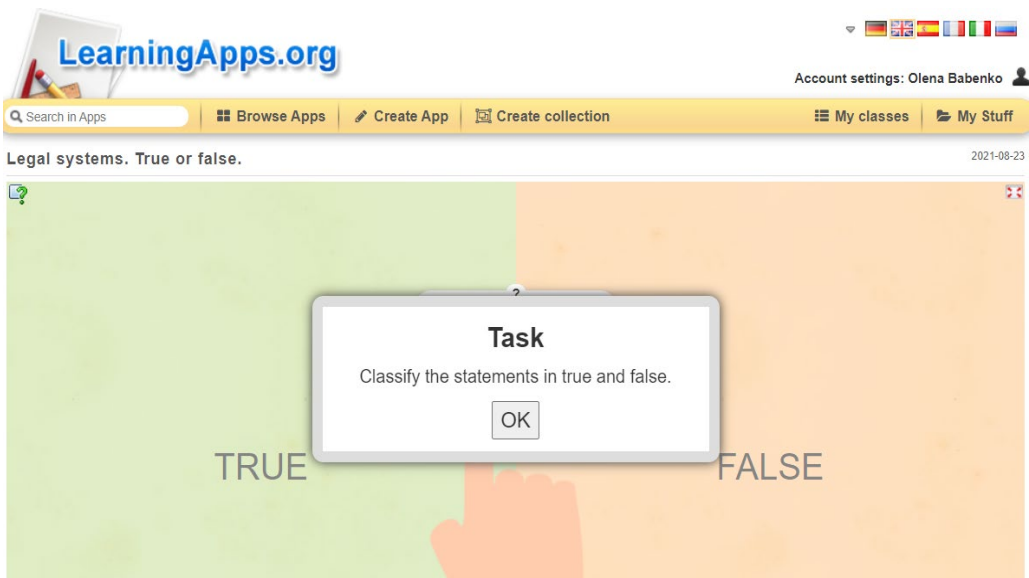 LearningApps.org
Account settings: Olena Babenko
Search in Apps
Browse Apps
Create App
Create collection
My classes
My Stuff
Legal systems. True or false.
2021-08-23
?
Task
Classify the statements in true and false.
OK
TRUE
FALSE